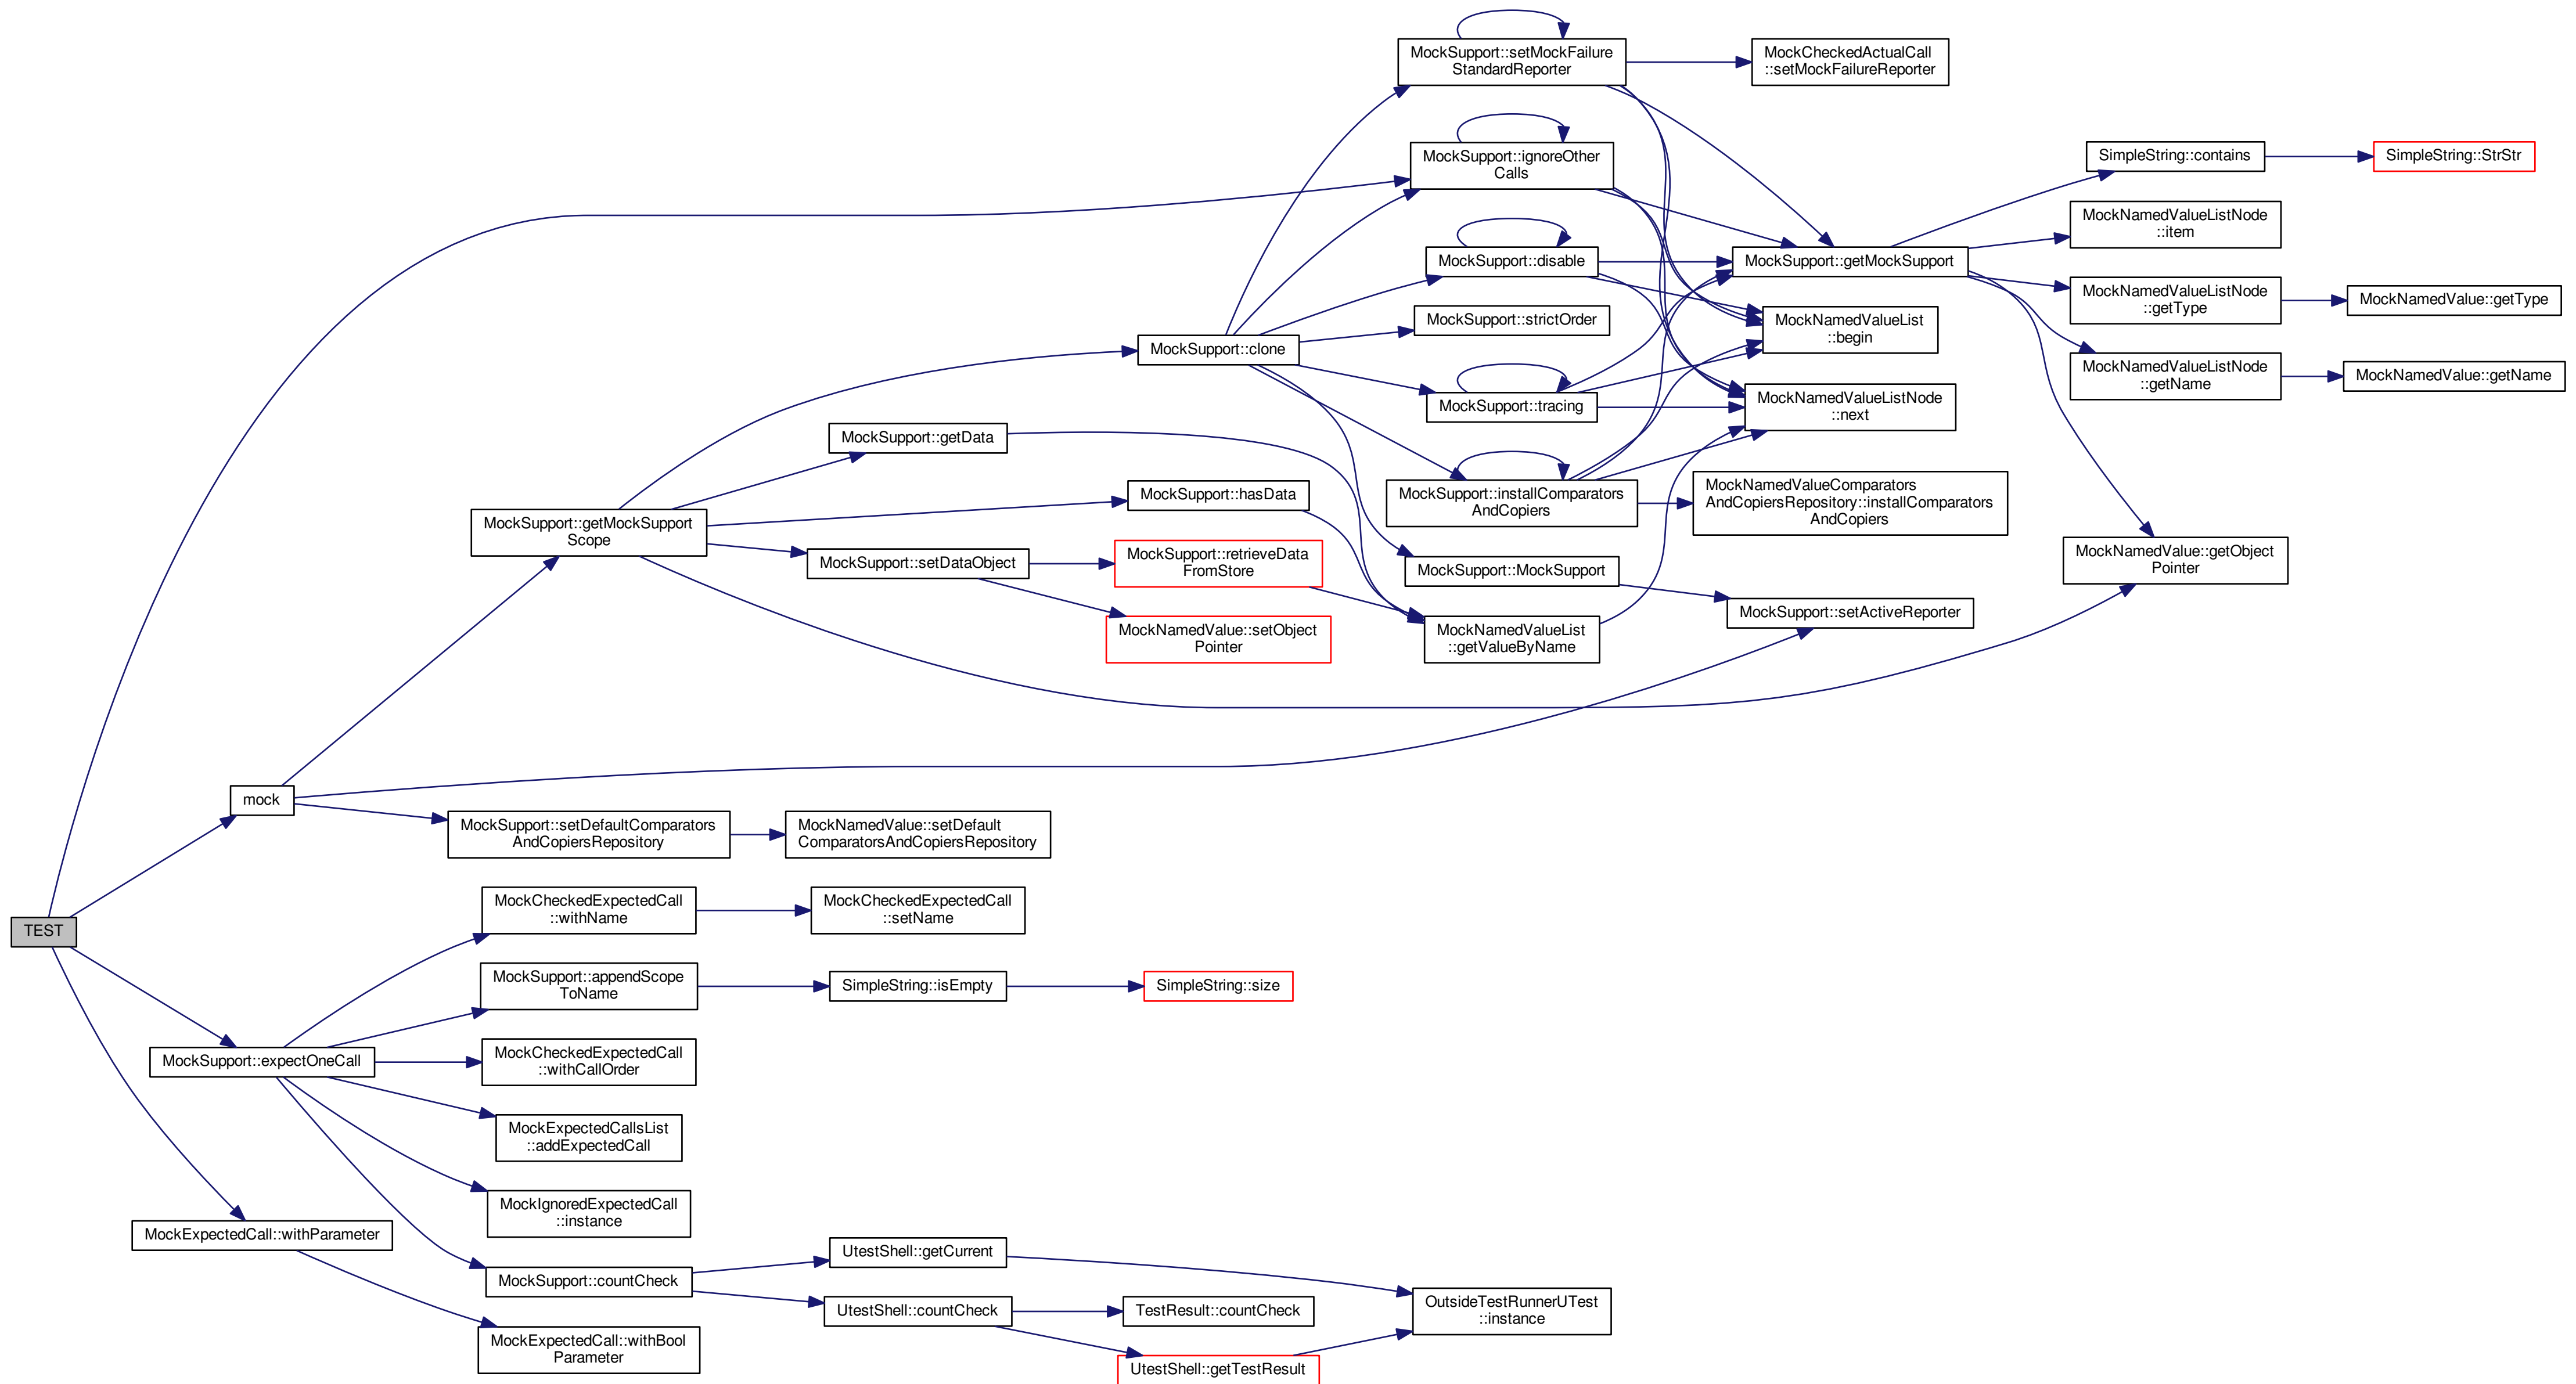 MockSupport::setMockFailure
StandardReporter
MockCheckedActualCall
::setMockFailureReporter
MockSupport::ignoreOther
Calls
SimpleString::contains
SimpleString::StrStr
MockNamedValueListNode
::item
MockSupport::disable
MockSupport::getMockSupport
MockNamedValueListNode
::getType
MockNamedValue::getType
MockSupport::strictOrder
MockNamedValueList
::begin
MockSupport::clone
MockNamedValueListNode
::getName
MockNamedValue::getName
MockSupport::tracing
MockNamedValueListNode
::next
MockSupport::getData
MockSupport::hasData
MockSupport::installComparators
AndCopiers
MockNamedValueComparators
AndCopiersRepository::installComparators
AndCopiers
MockSupport::getMockSupport
Scope
MockSupport::setDataObject
MockSupport::retrieveData
FromStore
MockSupport::MockSupport
MockNamedValue::getObject
Pointer
MockSupport::setActiveReporter
MockNamedValue::setObject
Pointer
MockNamedValueList
::getValueByName
mock
MockSupport::setDefaultComparators
AndCopiersRepository
MockNamedValue::setDefault
ComparatorsAndCopiersRepository
MockCheckedExpectedCall
::withName
MockCheckedExpectedCall
::setName
TEST
MockSupport::appendScope
ToName
SimpleString::isEmpty
SimpleString::size
MockSupport::expectOneCall
MockCheckedExpectedCall
::withCallOrder
MockExpectedCallsList
::addExpectedCall
MockIgnoredExpectedCall
::instance
MockExpectedCall::withParameter
MockSupport::countCheck
UtestShell::getCurrent
UtestShell::countCheck
TestResult::countCheck
OutsideTestRunnerUTest
::instance
MockExpectedCall::withBool
Parameter
UtestShell::getTestResult